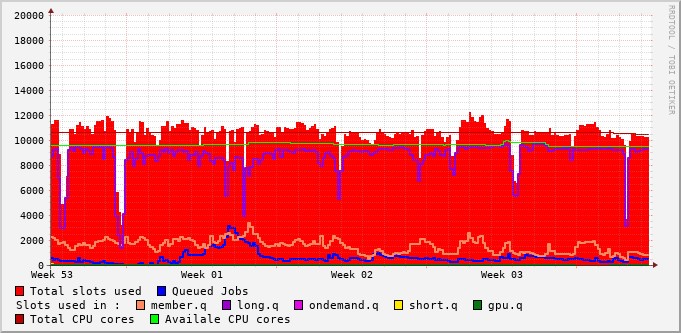 20000
18000
16000
14000
12000
10000
8000
6000
4000
2000
0
Week 53 Week 01 Week 02 Week 03
RRDTOOL / TOBI OETIKER
Total slots used Queued Jobs
Slots used in : member.q long.q ondemand.q short.q gpu.q
Total CPU cores Availale CPU cores